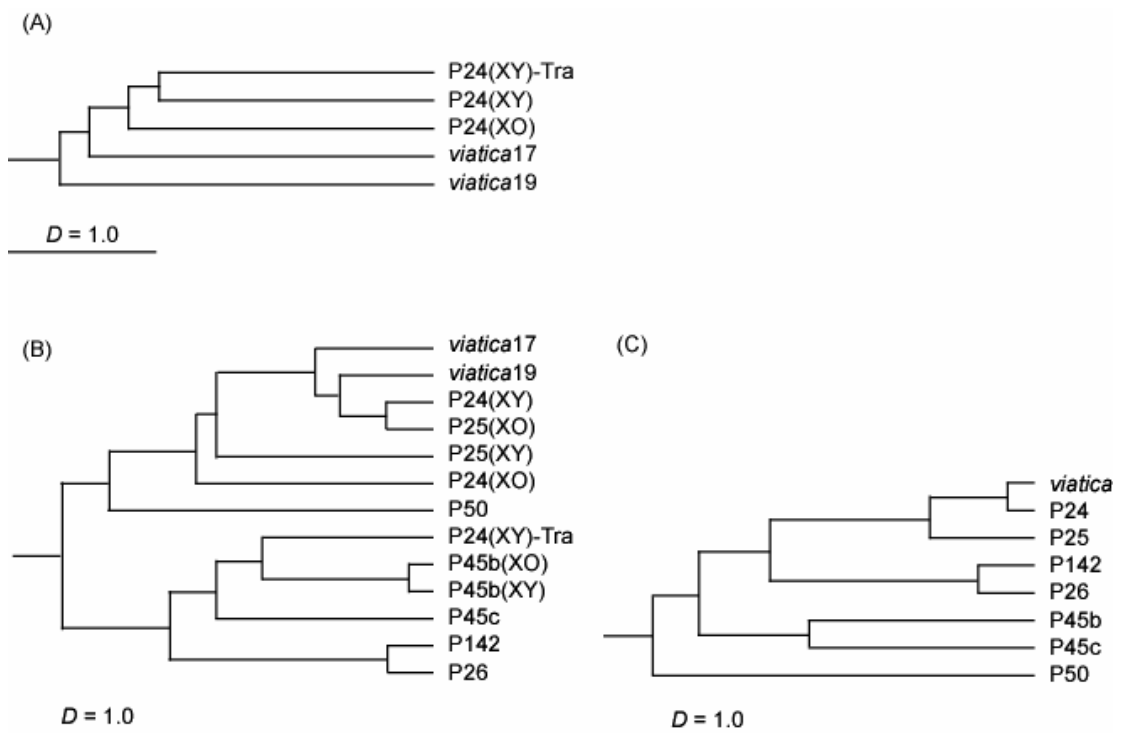 (A)
P24(XY)-Tra
P24(XY)
P24(XO)
viatica17
viatica19
D = 1.0
(B)
viatica17
viatica19
P24(XY)
P25(XO)
P25(XY)
P24(XO)
P50
P24(XY)-Tra
P45b(XO)
P45b(XY)
P45c
P142
P26
D = 1.0
(C)
viatica
P24
P25
P142
P26
P45b
P45c
P50
D = 1.0